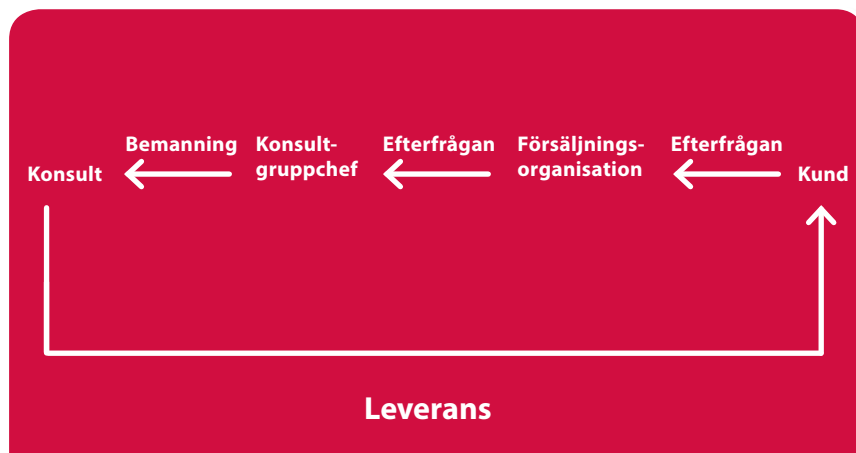 Bemanning
Konsult-
gruppchef
Efterfrågan
Försäljnings-
organisation
Efterfrågan
Konsult
Kund
Leverans